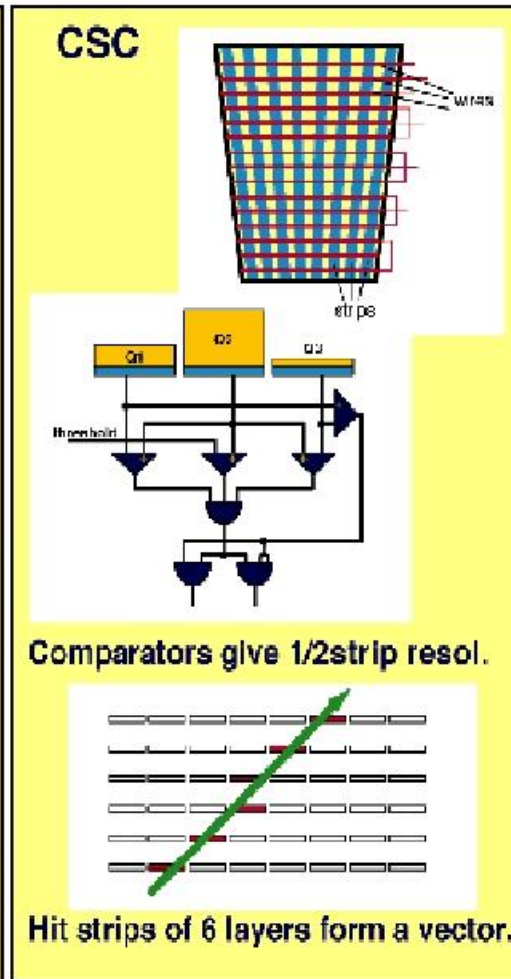 CSC
wires
strips
threshold
Comparators give 1/2strip resol.
Hit strips of 6 layers form a vector.